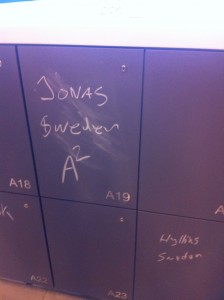 JONAS
Sweden
A²
A18
A19
A22
A23
Sweden